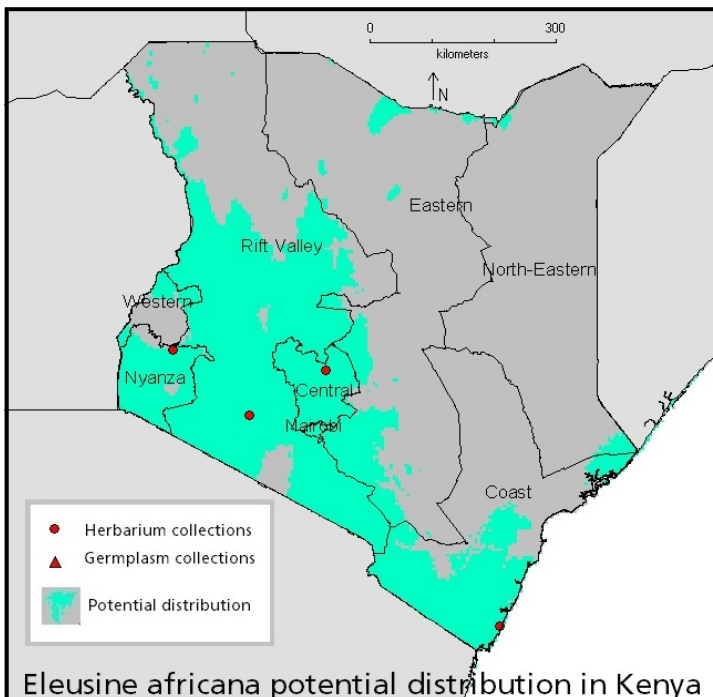 0 300
kilometers
N
Eastern
Rift Valley
North-Eastern
Western
Nyanza
Central
Nairobi
Coast
Herbarium collections
Germplasm collections
Potential distribution
Eleusine africana potential distribution in Kenya